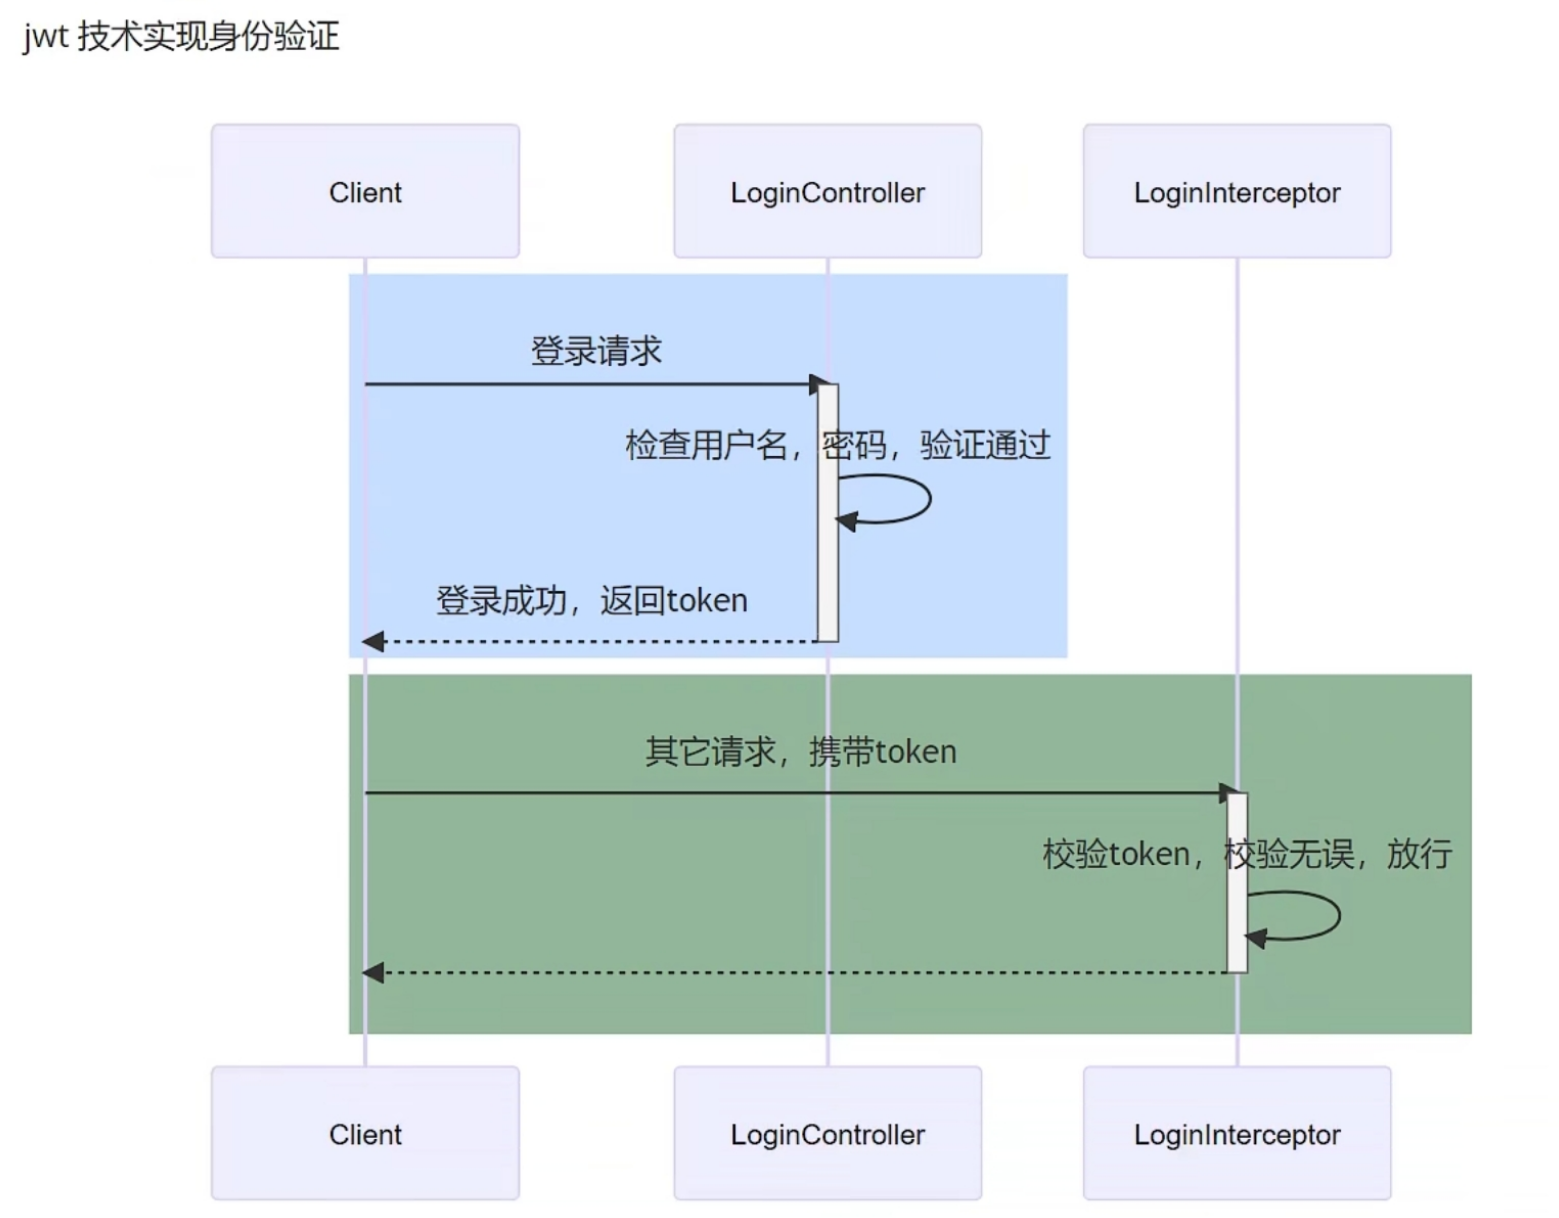 jwt 技术实现身份验证
Client
LoginController
LoginInterceptor
登录请求
检查用户名，密码，验证通过
登录成功，返回token
其它请求，携带token
校验token，校验无误，放行
Client
LoginController
LoginInterceptor